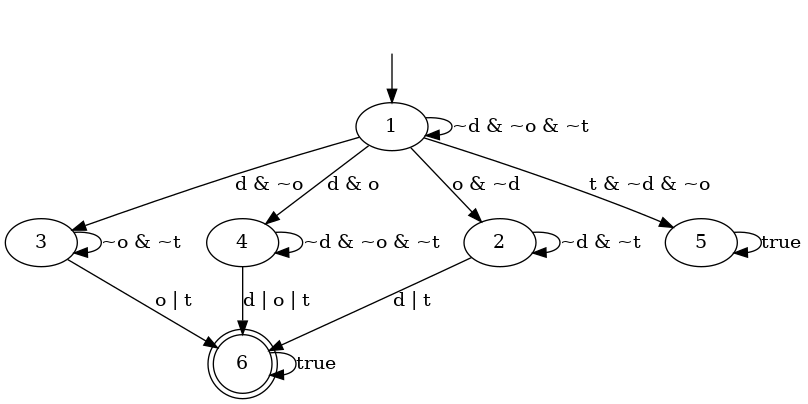 1
~d & ~o & ~t
d & ~o
d & o
o & ~d
t & ~d & ~o
3
~o & ~t
4
~d & ~o & ~t
2
~d & ~t
5
true
o | t
d | o | t
d | t
6
true